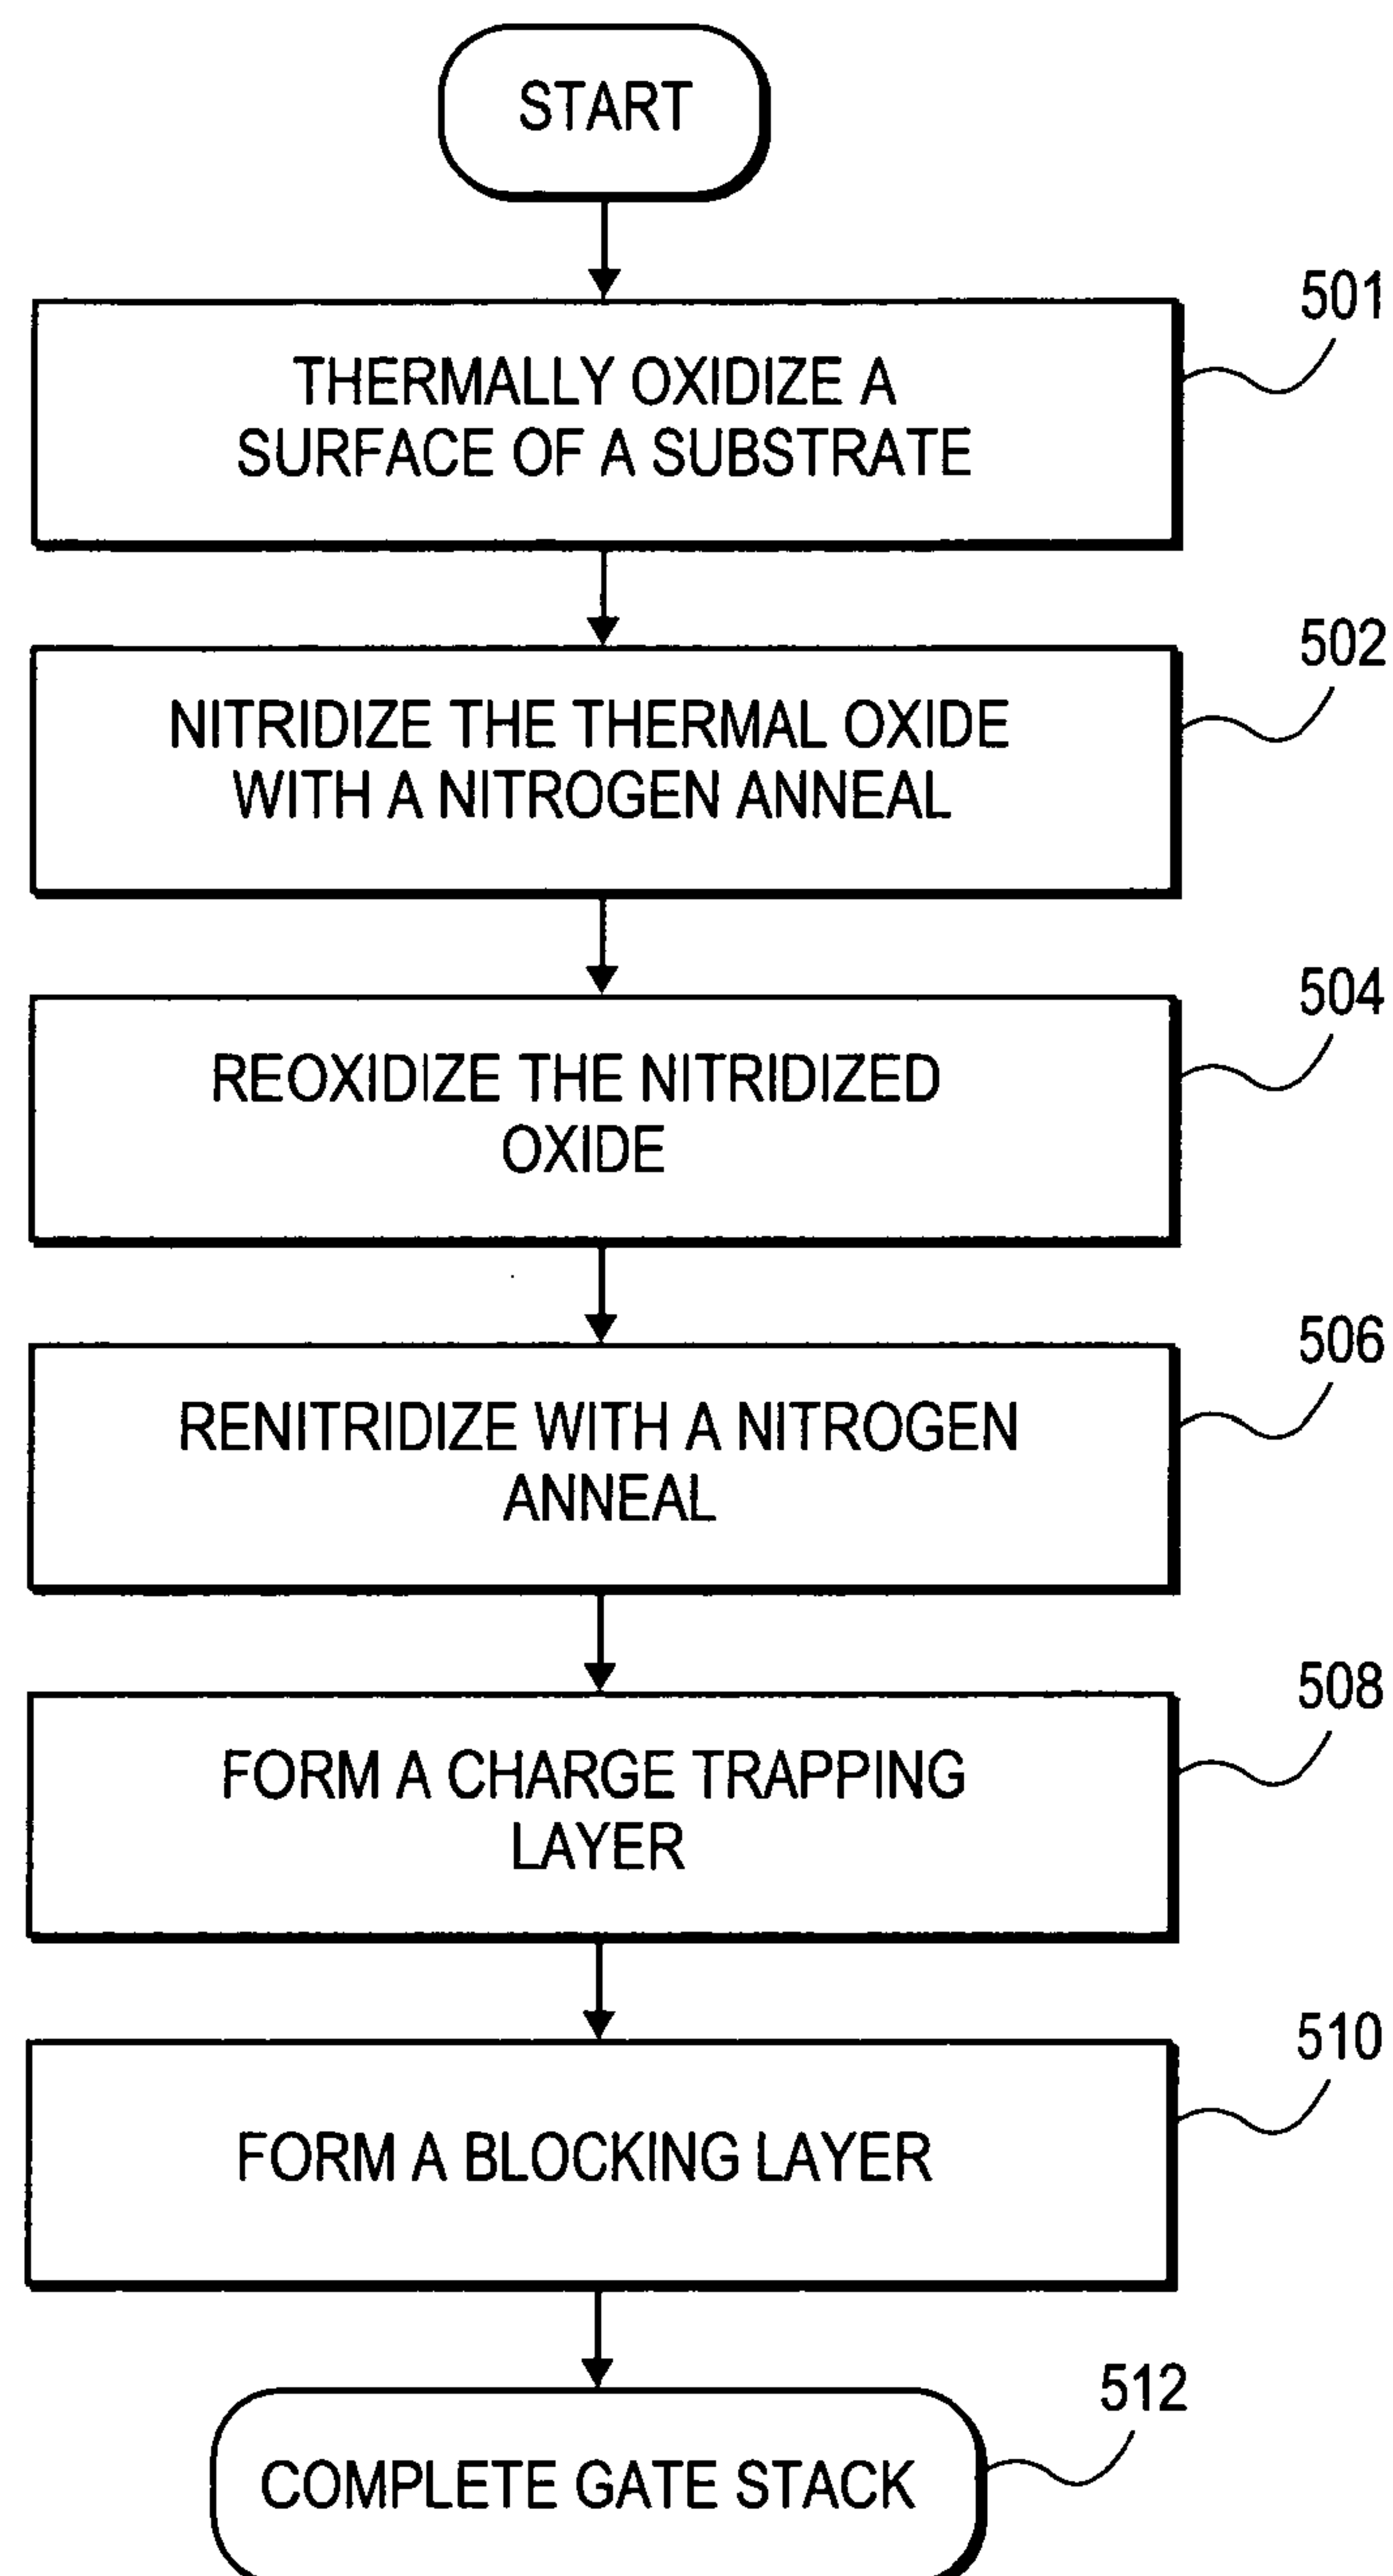 START
501
THERMALLY OXIDIZE A
SURFACE OF A SUBSTRATE
502
NITRIDIZE THE THERMAL OXIDE
WITH A NITROGEN ANNEAL
504
REOXIDIZE THE NITRIDIZED
OXIDE
506
RENITRIDIZE WITH A NITROGEN
ANNEAL
508
FORM A CHARGE TRAPPING
LAYER
510
FORM A BLOCKING LAYER
512
COMPLETE GATE STACK